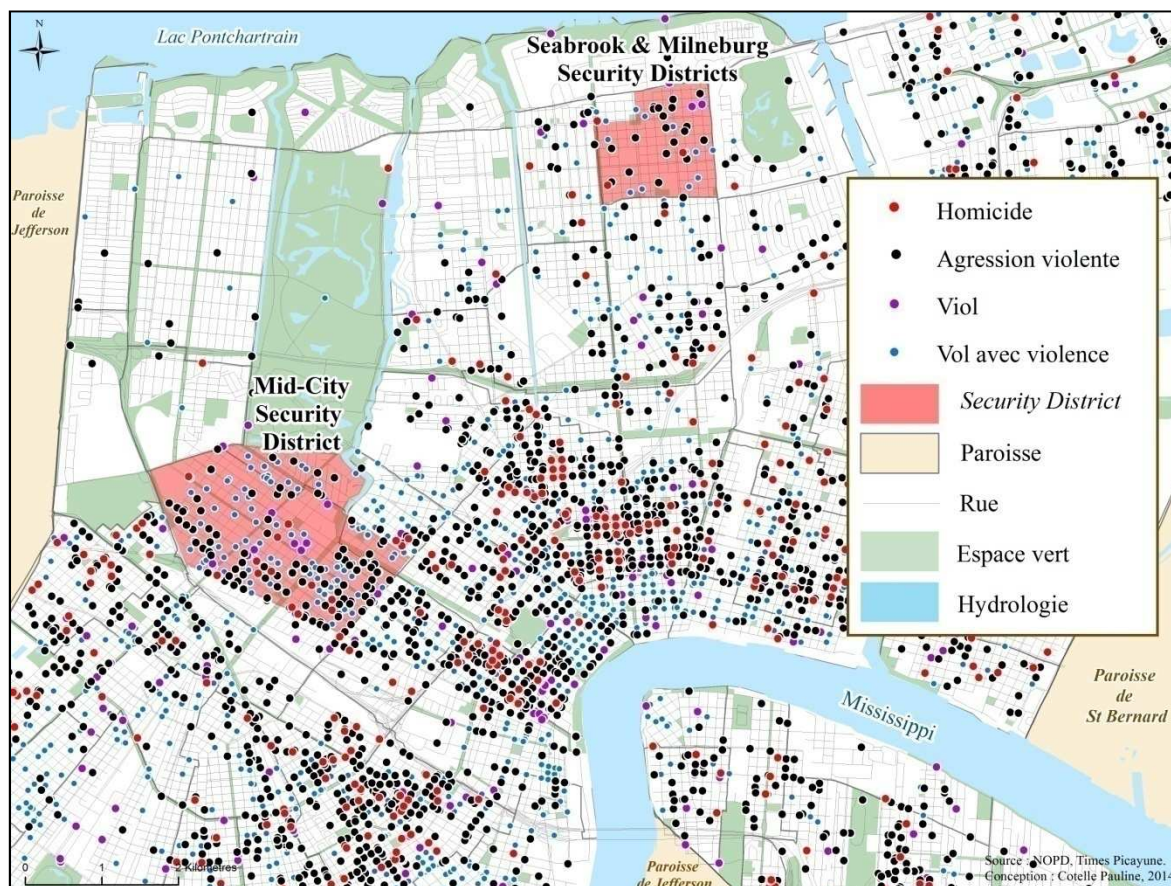 N
Lac Pontchartrain
Seabrook & Milneburg
Security Districts
Paroisse
de
Jefferson
Mid-City
Security
District
Homicide
Agression violente
Viol
Vol avec violence
Security District
Paroisse
Rue
Espace vert
Hydrologie
Mississippi
Paroisse
de
St Bernard
Paroisse
de Jefferson
0 1 2 Kilomètres
Source : NOPD, Times Picayune.
Conception : Cotelle Pauline,